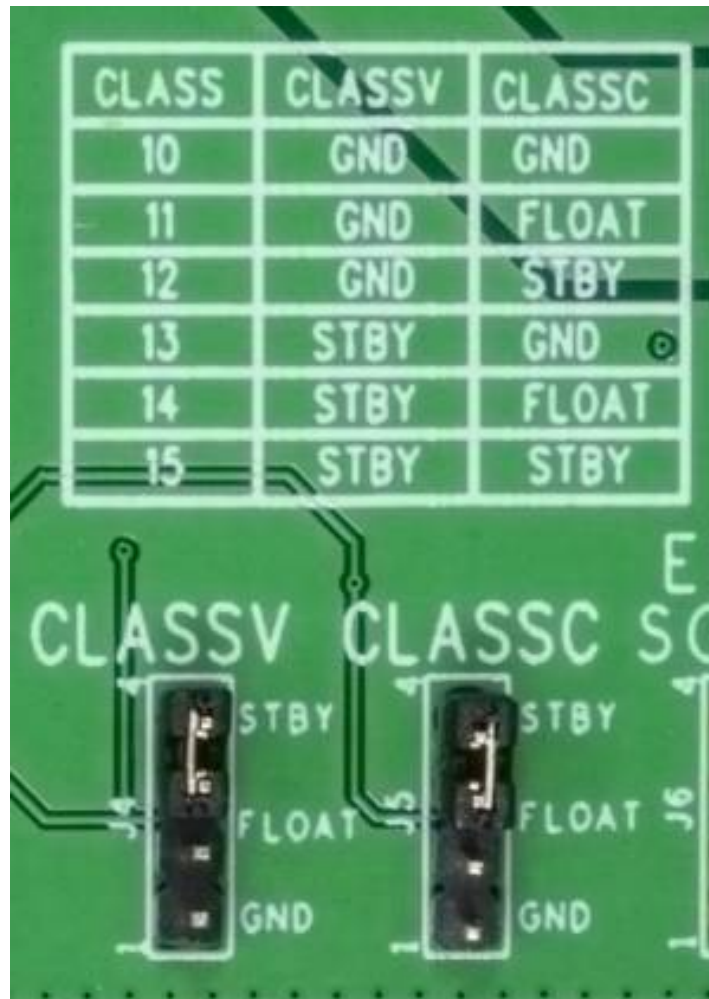 CLASS CLASSV CLASSC
10 GND GND
11 GND FLOAT
12 GND STBY
13 STBY GND
14 STBY FLOAT
15 STBY STBY
E
CLASSV CLASSC SC
4 4 4
STBY STBY
J4 FLOAT J5 FLOAT J6
GND GND
1 1 1